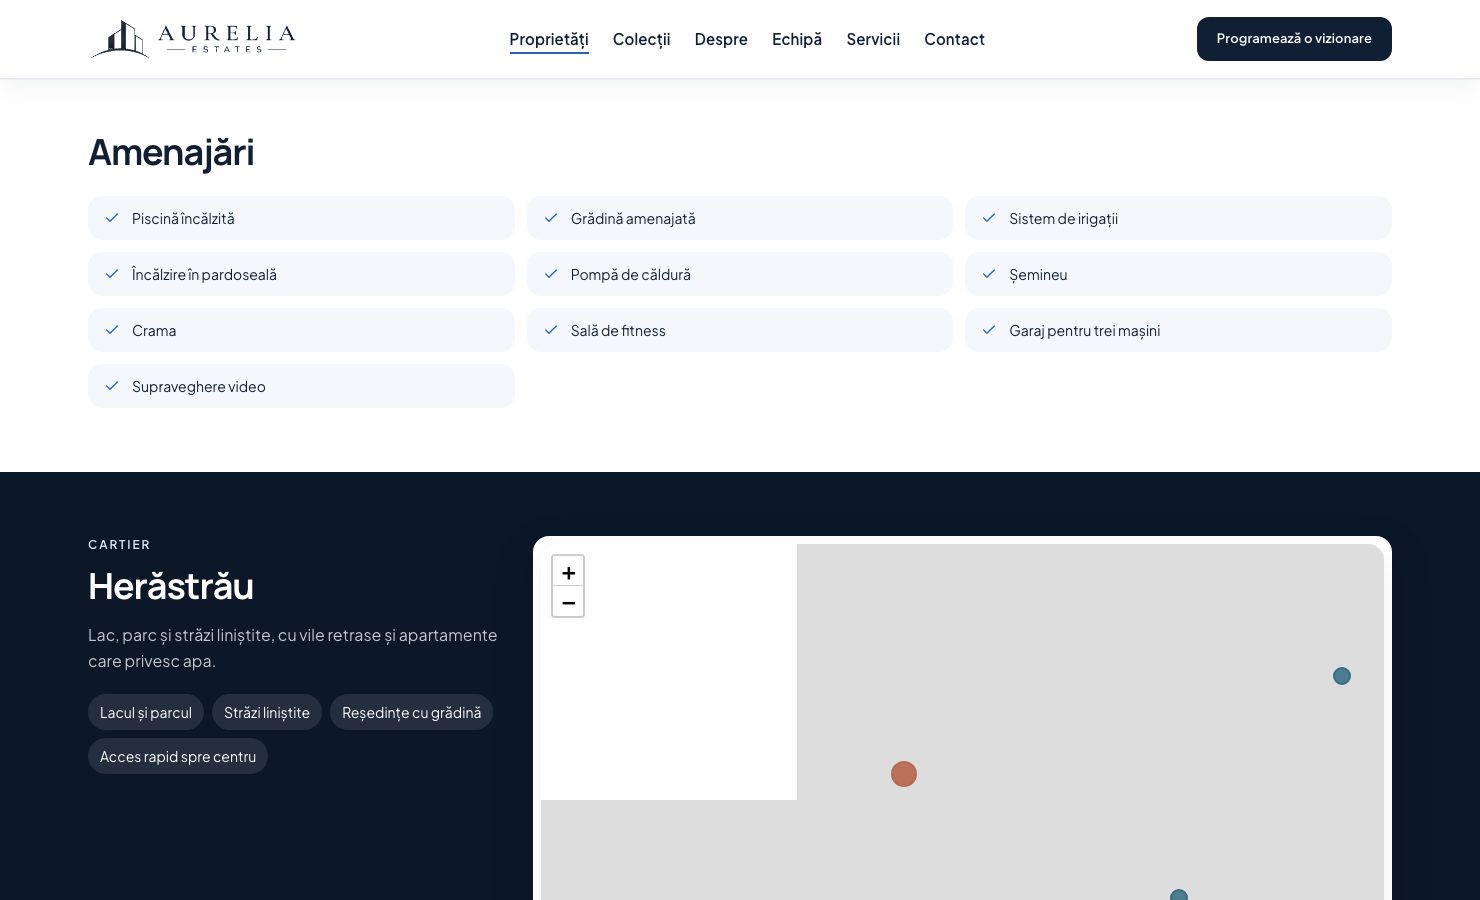 AURELIA
ESTATES
Proprietăți Colecții Despre Echipă Servicii Contact
Programează o vizionare
Amenajări
Piscină încălzită
Grădină amenajată
Sistem de irigații
Încălzire în pardoseală
Pompă de căldură
Șemineu
Crama
Sală de fitness
Garaj pentru trei mașini
Supraveghere video
CARTIER
Herăstrău
Lac, parc și străzi liniștite, cu vile retrase și apartamente
care privesc apa.
Lacul și parcul
Străzi liniștite
Reședințe cu grădină
Acces rapid spre centru
+
−